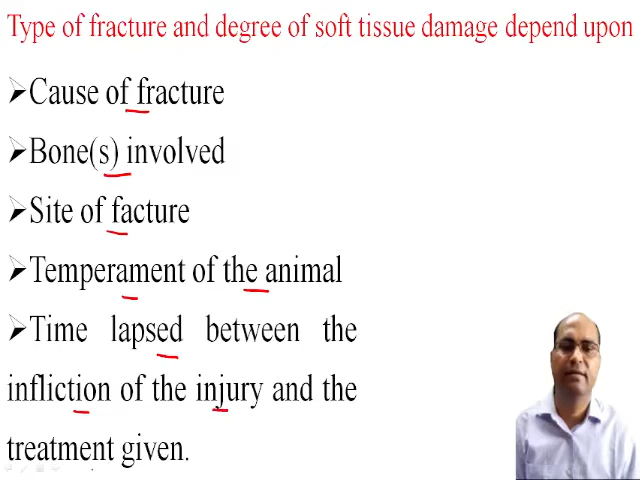 Type of fracture and degree of soft tissue damage depend upon
➢Cause of fracture
➢Bone(s) involved
➢Site of facture
➢Temperament of the animal
➢Time lapsed between the
infliction of the injury and the
treatment given.